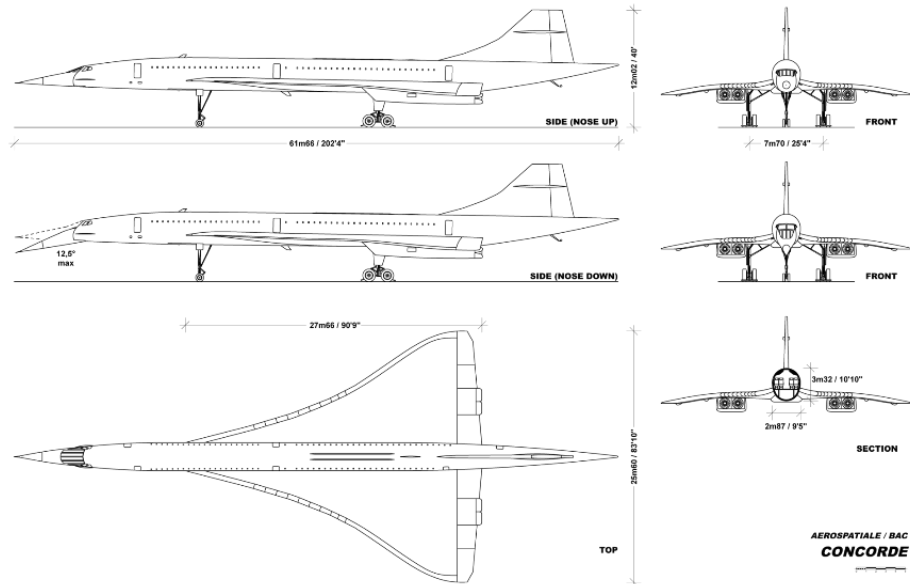 12m02 / 40'
SIDE (NOSE UP)
FRONT
61m66 / 202'4"
7m70 / 25'4"
12,5°
max
SIDE (NOSE DOWN)
FRONT
27m66 / 90'9"
3m32 / 10'10"
2m87 / 9'5"
25m60 / 83'10"
SECTION
TOP
AEROSPATIALE / BAC
CONCORDE